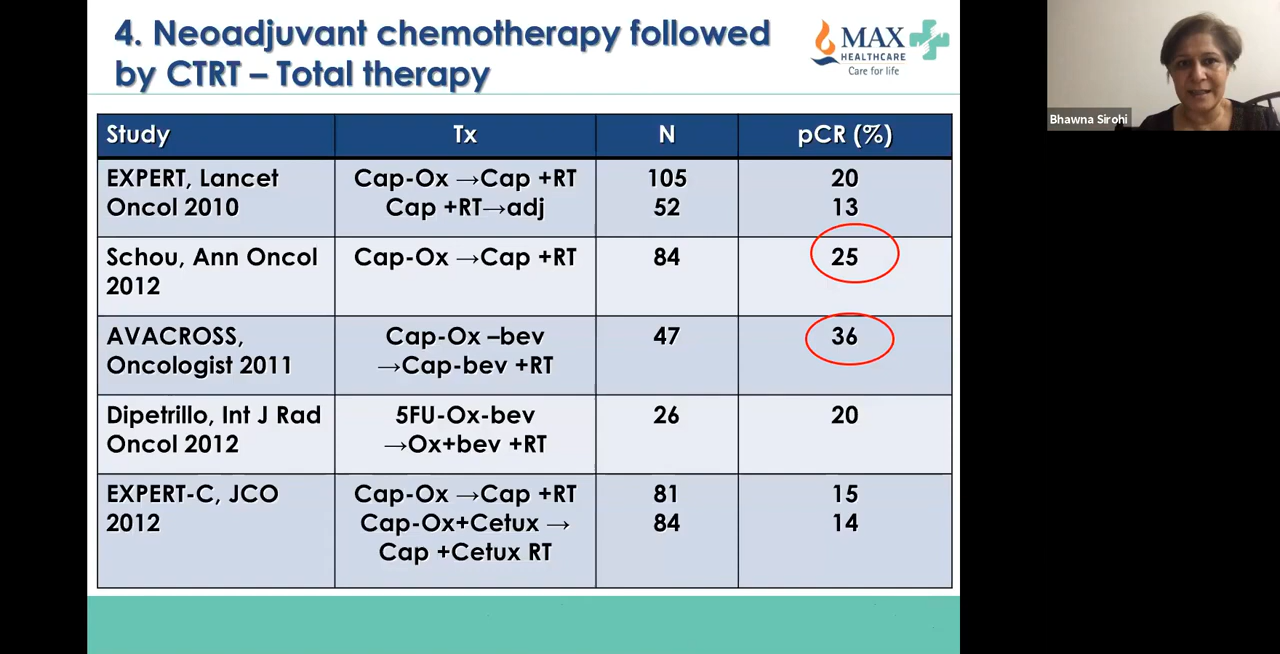 4. Neoadjuvant chemotherapy followed
by CTRT – Total therapy
MAX
HEALTHCARE
Care for life
Bhawna Sirohi
Study Tx N pCR (%)
EXPERT, Lancet Cap-Ox →Cap +RT 105 20
Oncol 2010 Cap +RT→adj 52 13
Schou, Ann Oncol Cap-Ox →Cap +RT 84 25
2012
AVACROSS, Cap-Ox –bev 47 36
Oncologist 2011 →Cap-bev +RT
Dipetrillo, Int J Rad 5FU-Ox-bev 26 20
Oncol 2012 →Ox+bev +RT
EXPERT-C, JCO Cap-Ox →Cap +RT 81 15
2012 Cap-Ox+Cetux → 84 14
Cap +Cetux RT